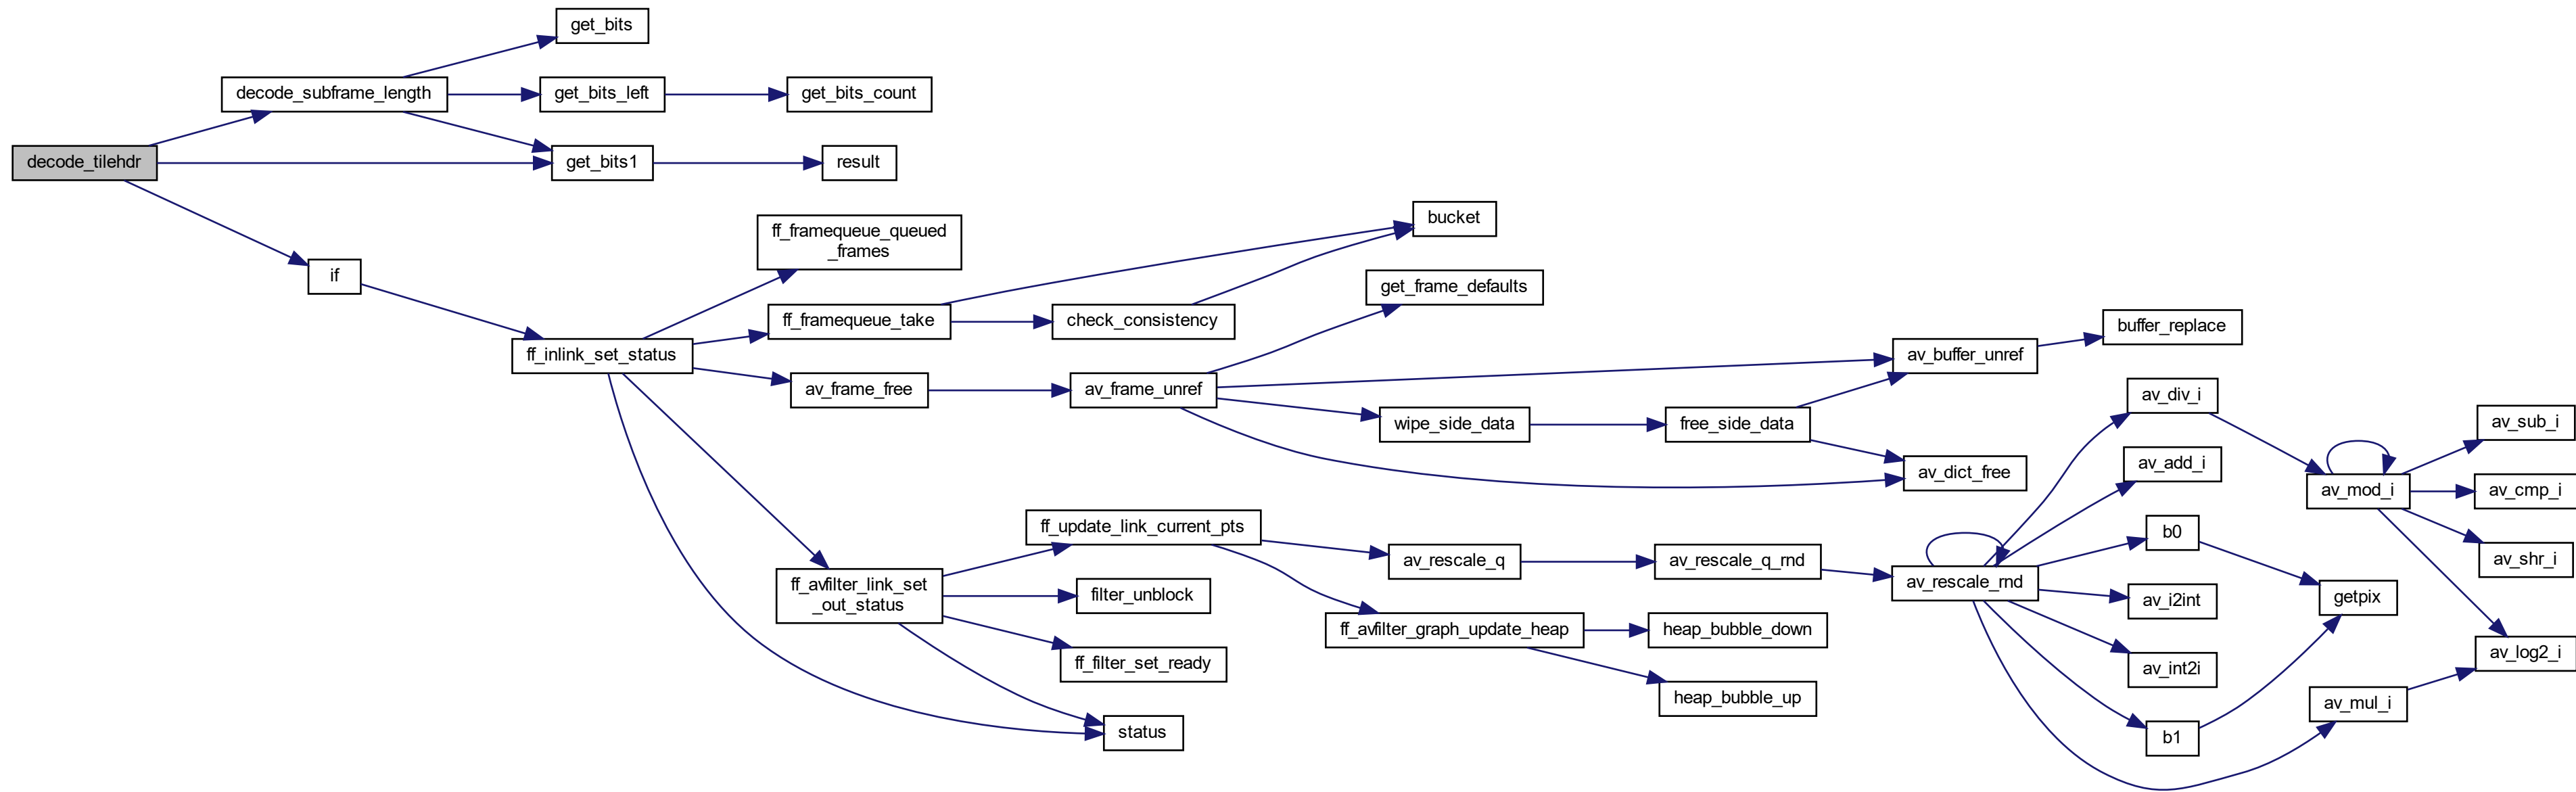 get_bits
decode_subframe_length
get_bits_left
get_bits_count
decode_tilehdr
get_bits1
result
if
ff_framequeue_queued
_frames
bucket
ff_framequeue_take
check_consistency
get_frame_defaults
ff_inlink_set_status
av_frame_free
av_frame_unref
wipe_side_data
free_side_data
av_buffer_unref
buffer_replace
av_dict_free
ff_update_link_current_pts
ff_avfilter_link_set
_out_status
filter_unblock
ff_filter_set_ready
status
av_rescale_q
av_rescale_q_rnd
av_rescale_rnd
ff_avfilter_graph_update_heap
heap_bubble_down
heap_bubble_up
av_div_i
av_add_i
b0
av_i2int
av_int2i
b1
getpix
av_mul_i
av_mod_i
av_sub_i
av_cmp_i
av_shr_i
av_log2_i